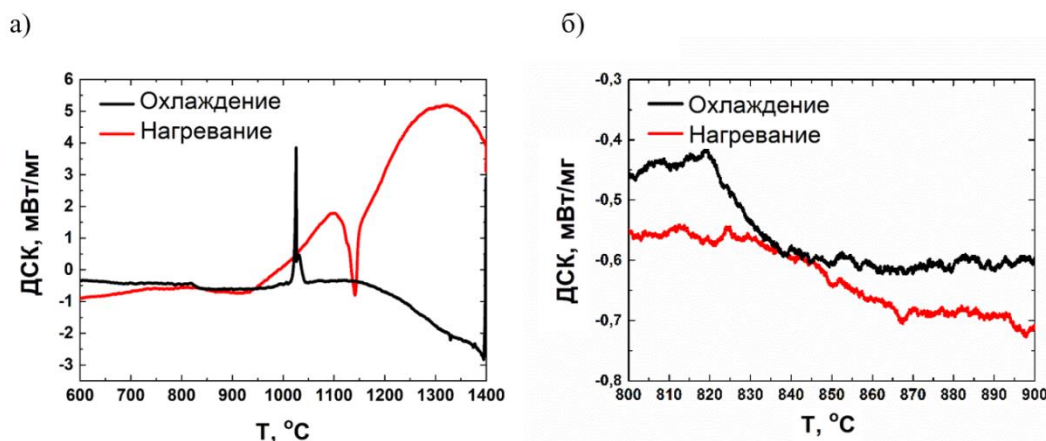 а)
б)
6
5
4
3
2
1
0
-1
-2
-3
600 700 800 900 1000 1100 1200 1300 1400
ДСК, мВт/мг
T, °C
Охлаждение
Нагревание
-0,3
-0,4
-0,5
-0,6
-0,7
-0,8
800 810 820 830 840 850 860 870 880 890 900
ДСК, мВт/мг
T, °C
Охлаждение
Нагревание